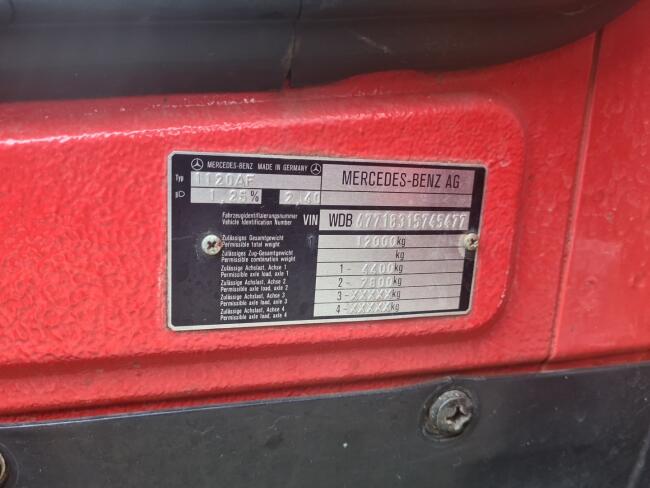 MERCEDES-BENZ MADE IN GERMANY
Typ 1120AF MERCEDES-BENZ AG
1,25% 2,40
Fahrzeugidentifizierungsnummer
Vehicle Identification Number VIN WDB
Zulässiges Gesamtgewicht
Permissible total weight 12000 kg
Zulässiges Zug-Gesamtgewicht
Permissible combination weight kg
Zulässige Achslast, Achse 1
Permissible axle load, axle 1 1- 4400 kg
Zulässige Achslast, Achse 2
Permissible axle load, axle 2 2- 7800 kg
Zulässige Achslast, Achse 3
Permissible axle load, axle 3 3- XXXXX kg
Zulässige Achslast, Achse 4
Permissible axle load, axle 4 4- XXXXX kg